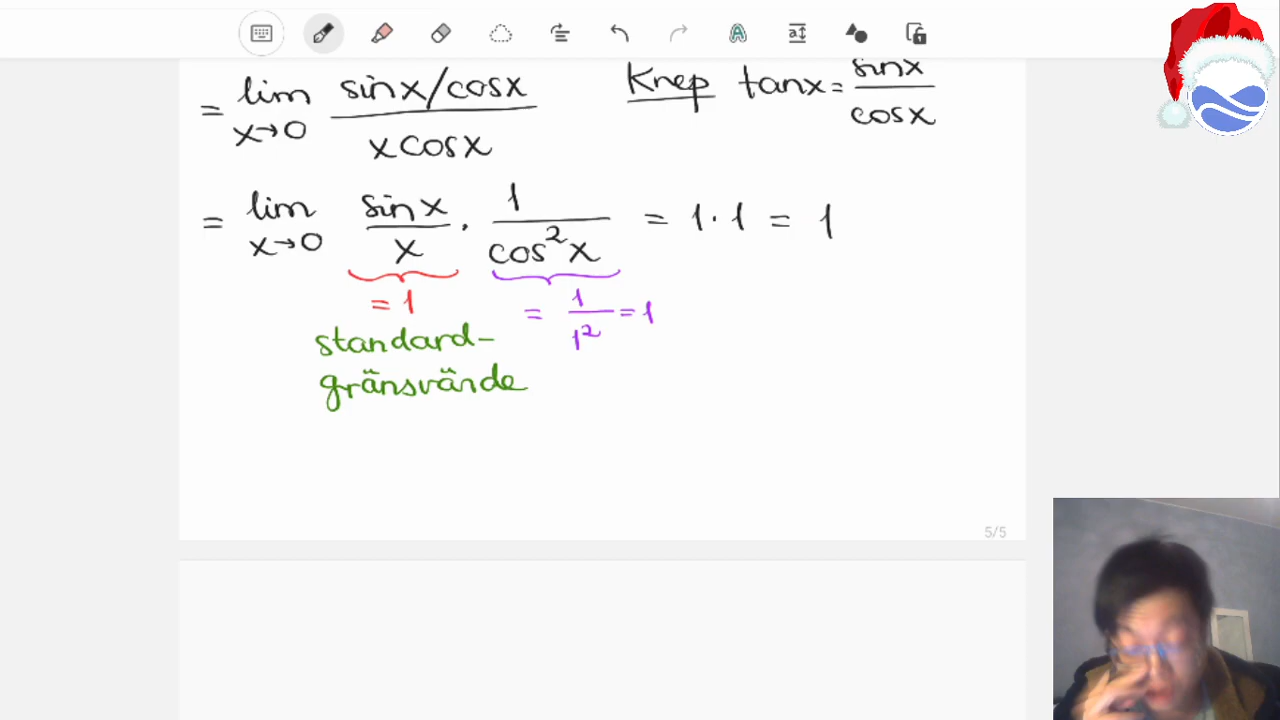 = lim x→0 sinx/cosx / xcosx Knep tanx = sinx / cosx
= lim x→0 sinx / x · 1 / cos²x = 1·1 = 1
= 1 = 1 / 1² = 1
standard-
gränsvärde
5/5